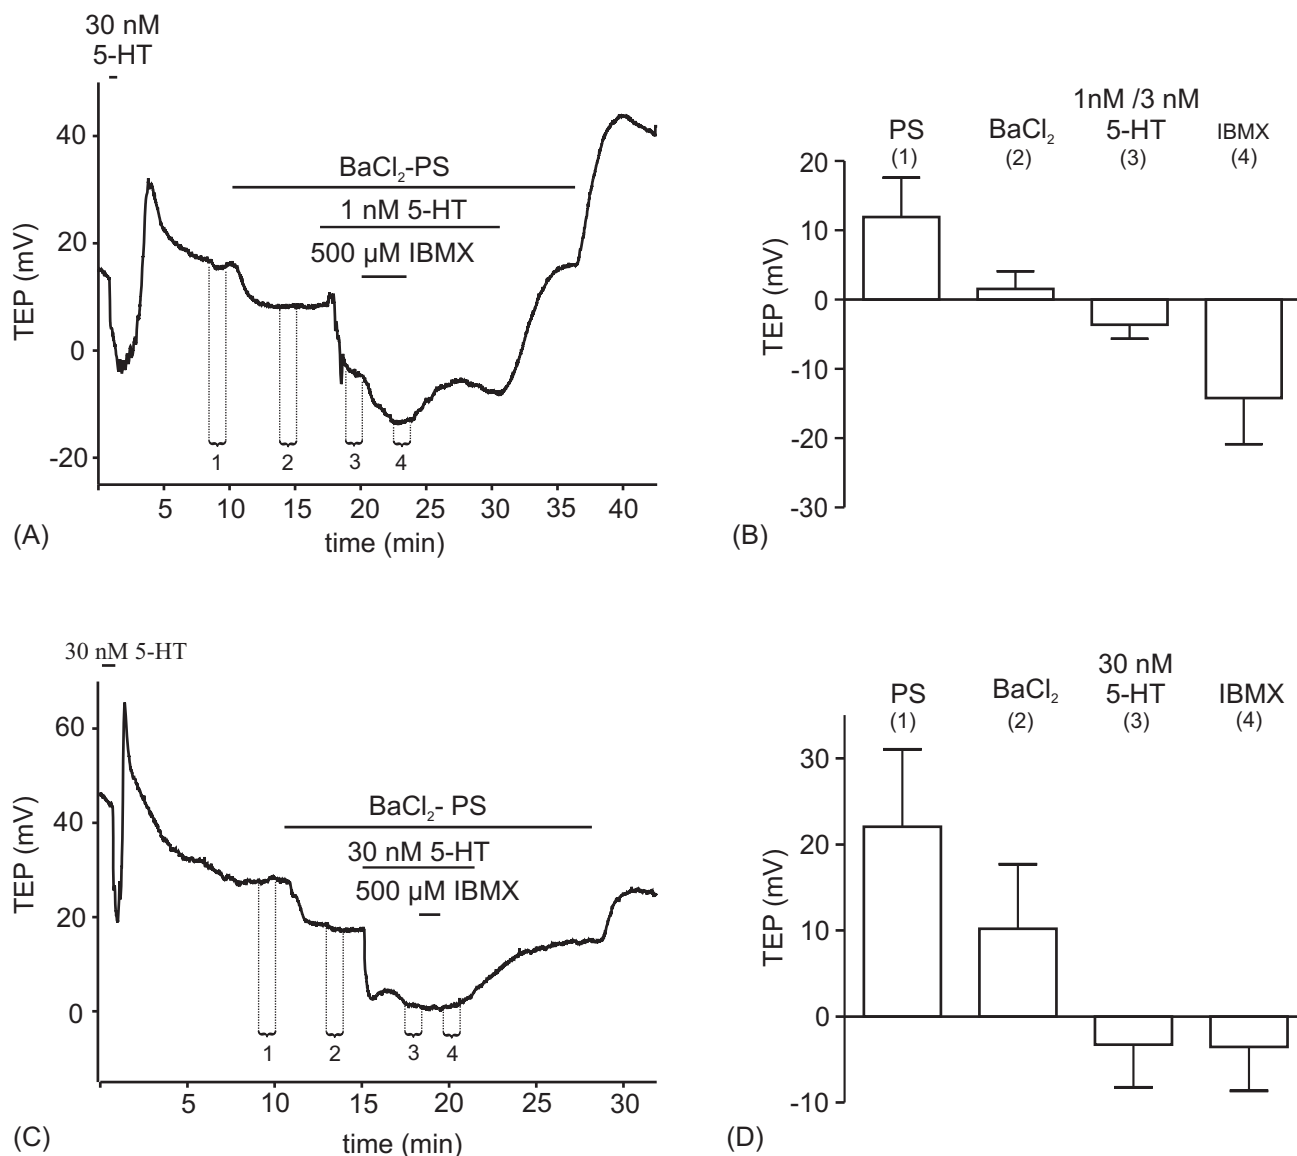 30 nM
5-HT
BaCl₂-PS
1 nM 5-HT
500 µM IBMX
TEP (mV)
40
20
0
-20
1
2
3
4
5
10
15
20
25
30
35
40
time (min)
(A)
1nM /3 nM
PS
BaCl₂
5-HT
IBMX
(1)
(2)
(3)
(4)
TEP (mV)
20
10
0
-10
-20
-30
(B)
30 nM 5-HT
BaCl₂- PS
30 nM 5-HT
500 µM IBMX
TEP (mV)
60
40
20
0
1
2
3
4
5
10
15
20
25
30
time (min)
(C)
30 nM
PS
BaCl₂
5-HT
IBMX
(1)
(2)
(3)
(4)
TEP (mV)
30
20
10
0
-10
(D)